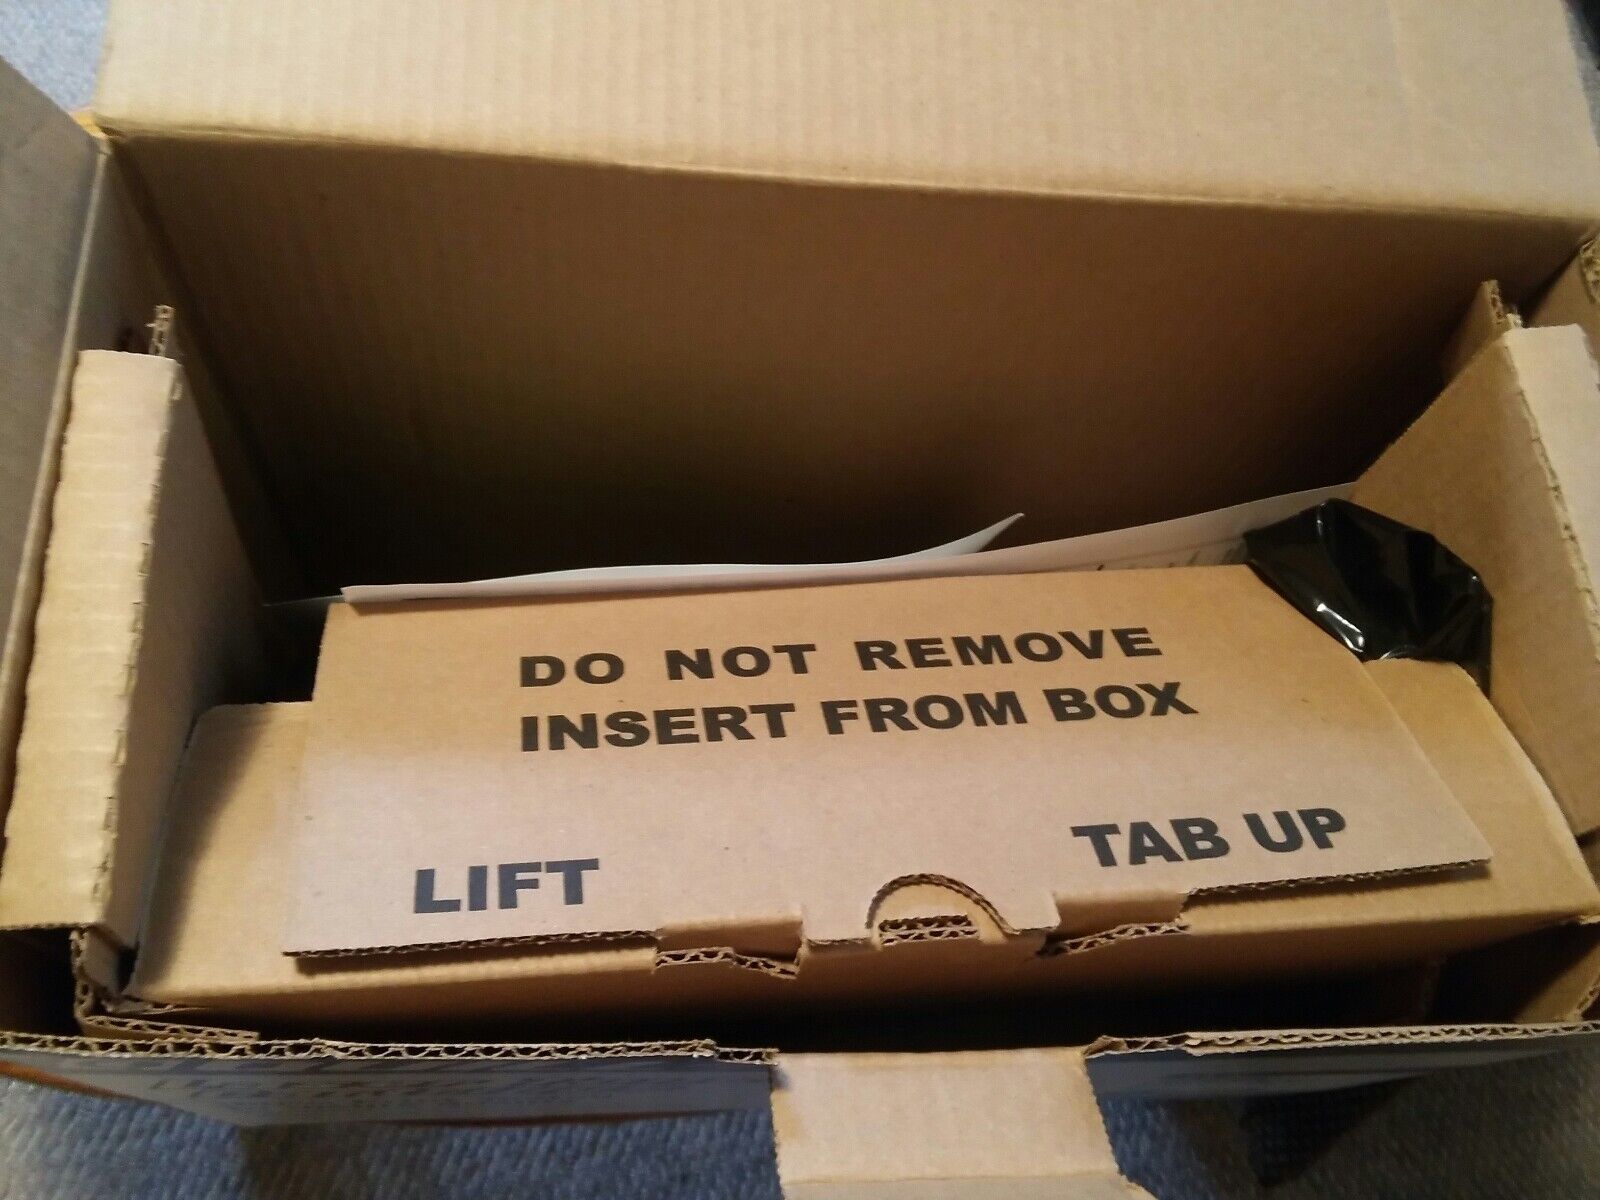 DO NOT REMOVE
INSERT FROM BOX
LIFT TAB UP